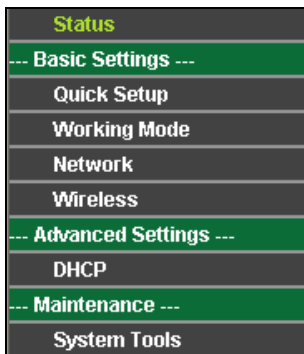 Status
--- Basic Settings ---
Quick Setup
Working Mode
Network
Wireless
--- Advanced Settings ---
DHCP
--- Maintenance ---
System Tools